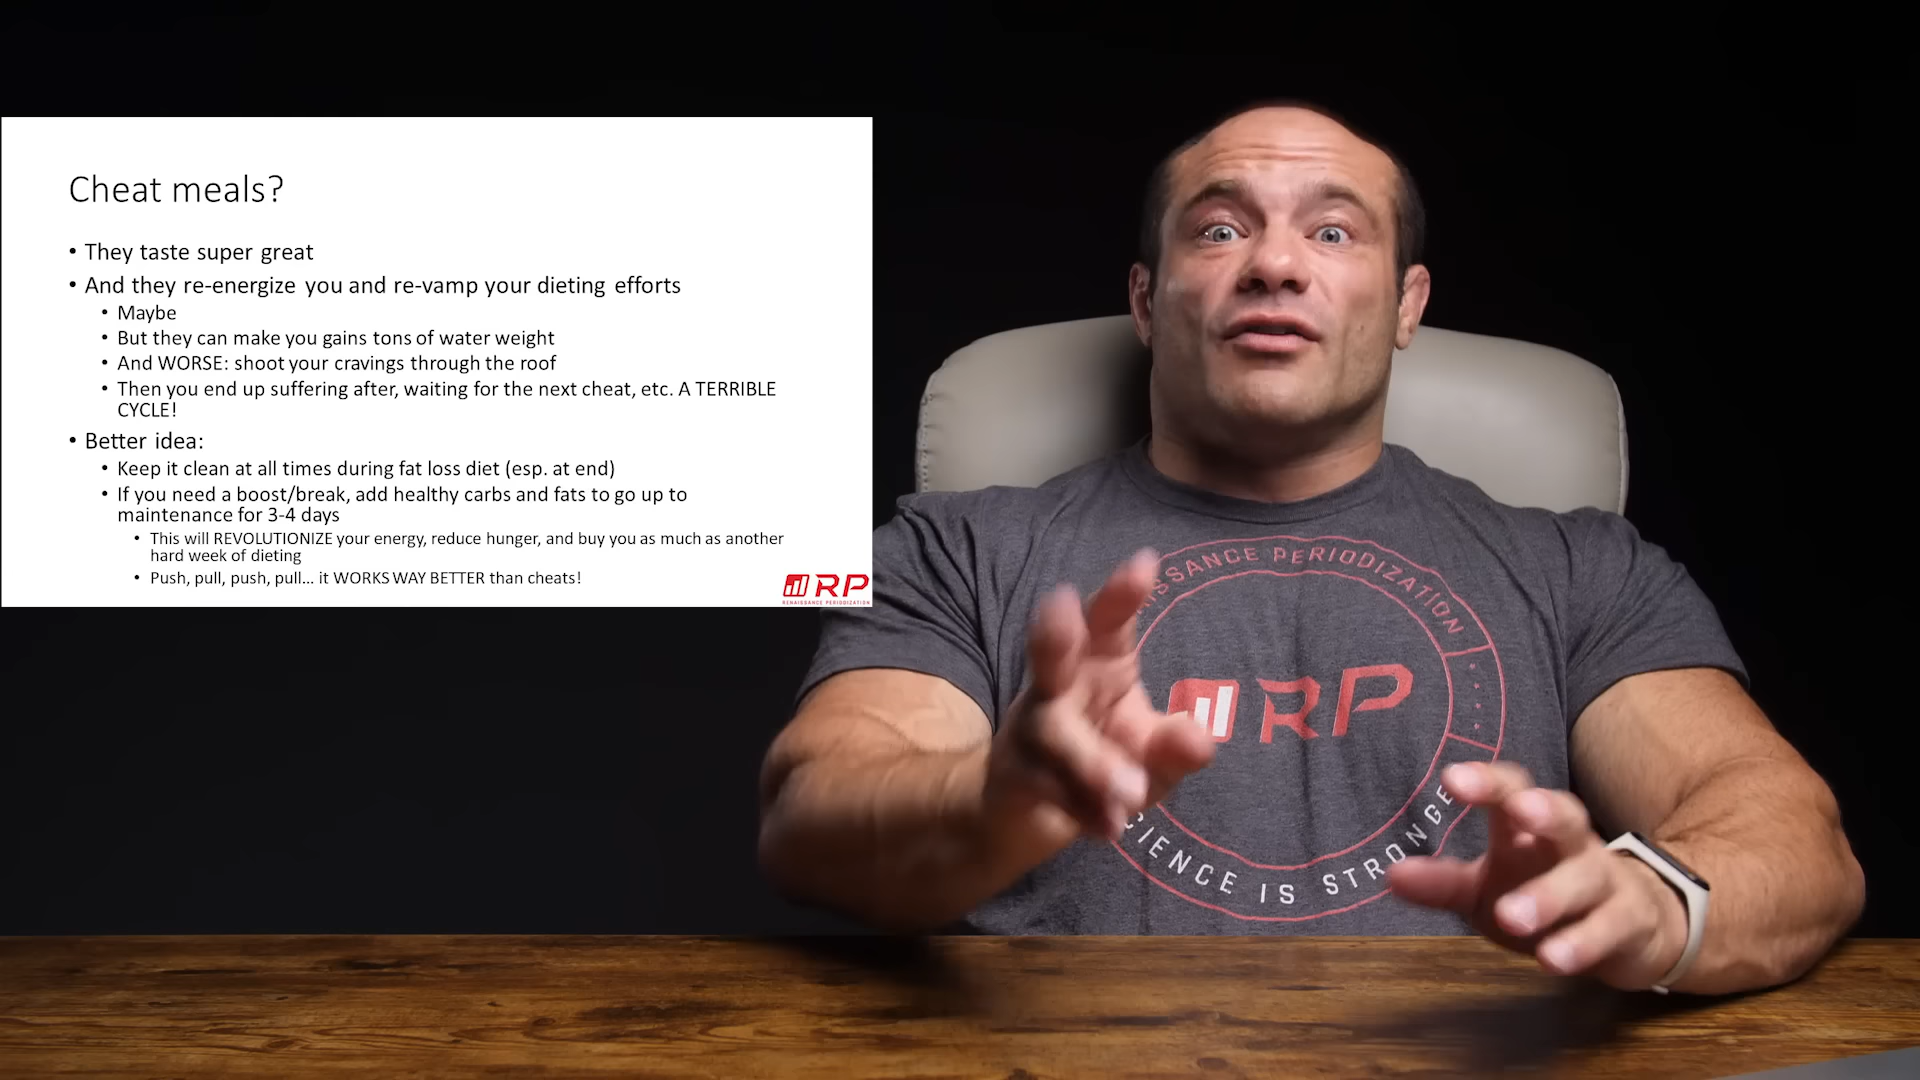 Cheat meals?
• They taste super great
• And they re-energize you and re-vamp your dieting efforts
• Maybe
• But they can make you gains tons of water weight
• And WORSE: shoot your cravings through the roof
• Then you end up suffering after, waiting for the next cheat, etc. A TERRIBLE
CYCLE!
• Better idea:
• Keep it clean at all times during fat loss diet (esp. at end)
• If you need a boost/break, add healthy carbs and fats to go up to
maintenance for 3-4 days
• This will REVOLUTIONIZE your energy, reduce hunger, and buy you as much as another
hard week of dieting
• Push, pull, push, pull... it WORKS WAY BETTER than cheats!
RP
RENAISSANCE PERIODIZATION
ISSANCE PERIODIZATION
RP
CIENCE IS STRONGE